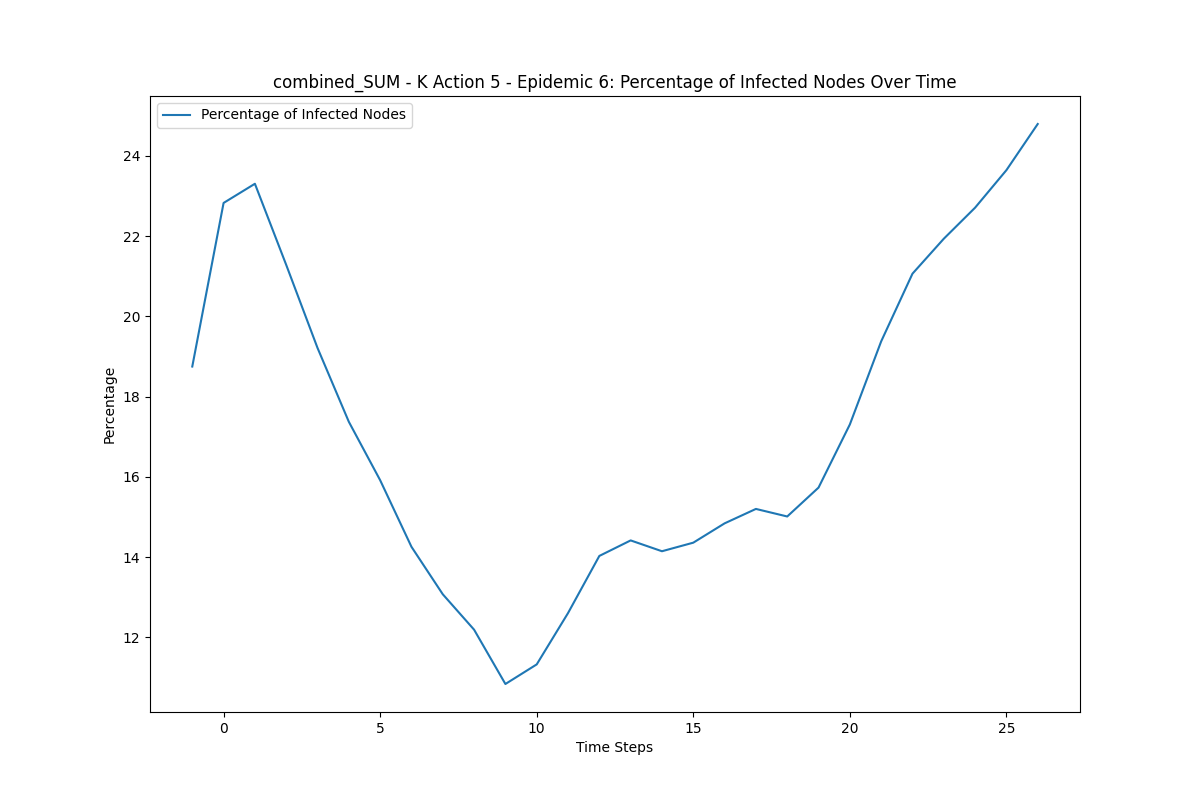 combined_SUM - K Action 5 - Epidemic 6: Percentage of Infected Nodes Over Time
Percentage of Infected Nodes
24
22
20
18
16
14
12
Percentage
0 5 10 15 20 25
Time Steps